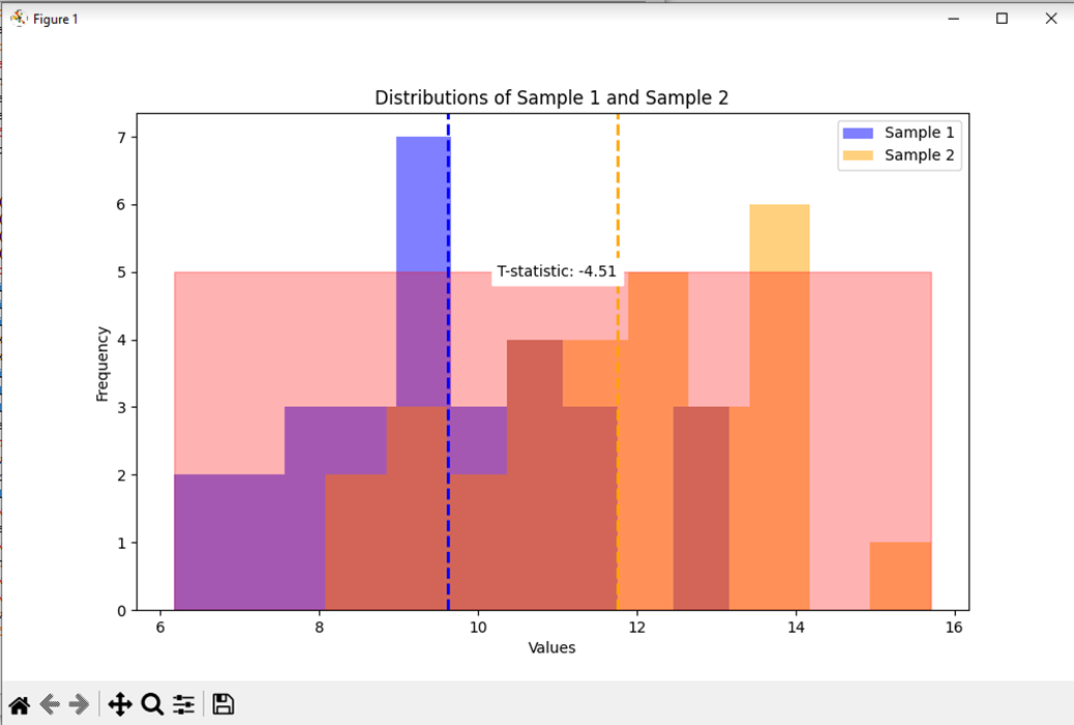 Figure 1
Distributions of Sample 1 and Sample 2
Sample 1
Sample 2
7
6
5
4
3
2
1
0
Frequency
T-statistic: -4.51
6 8 10 12 14 16
Values